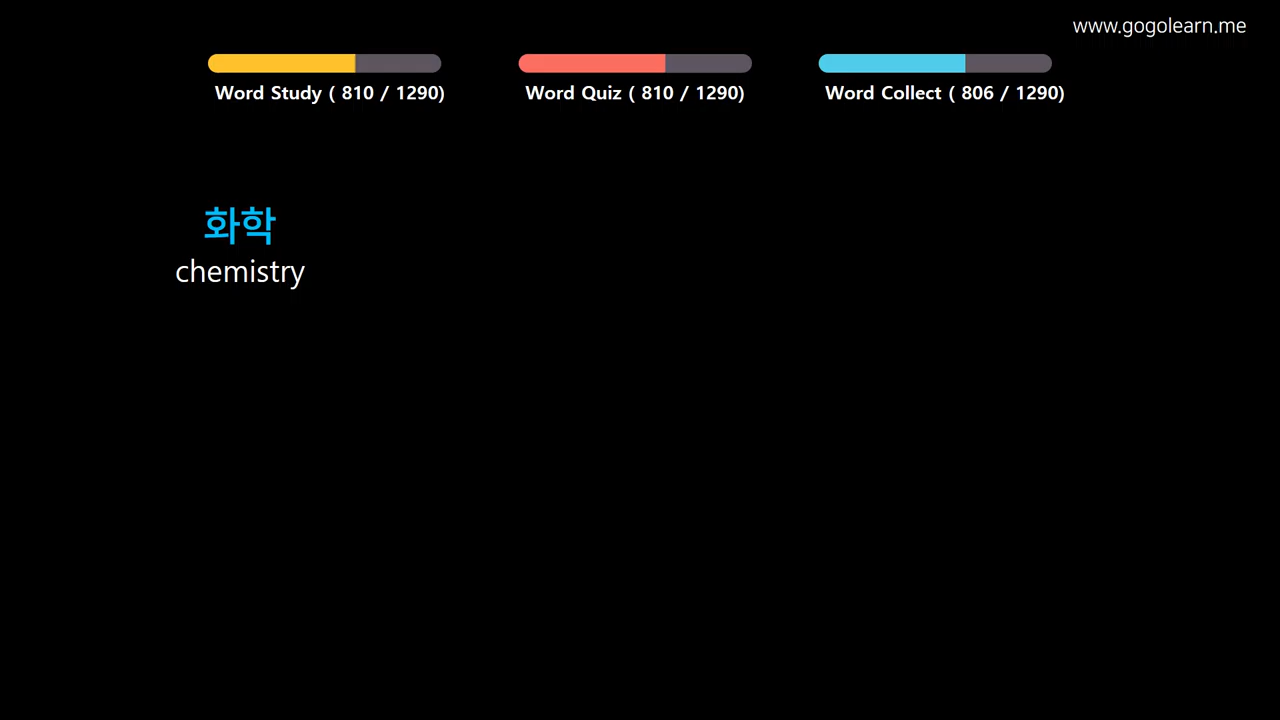 www.gogolearn.me
Word Study ( 810 / 1290)
Word Quiz ( 810 / 1290)
Word Collect ( 806 / 1290)
화학
chemistry